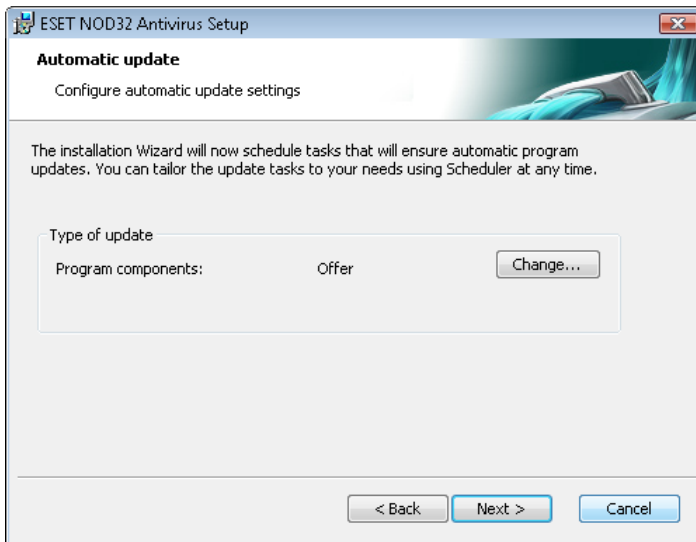 ESET NOD32 Antivirus Setup
Automatic update
Configure automatic update settings
The installation Wizard will now schedule tasks that will ensure automatic program
updates. You can tailor the update tasks to your needs using Scheduler at any time.
Type of update
Program components: Offer Change...
< Back Next > Cancel